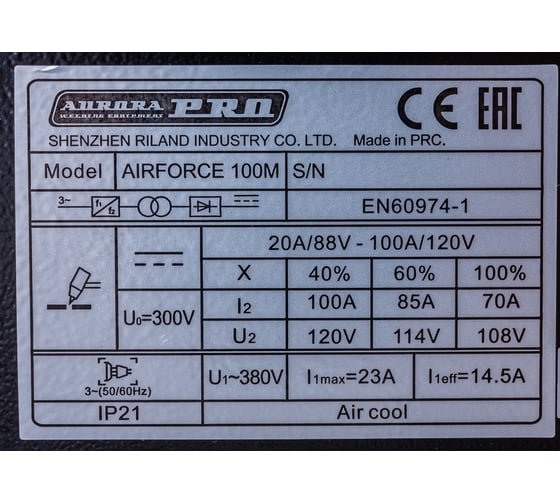 AURORA PRO
WELDING EQUIPMENT
CE EAC
SHENZHEN RILAND INDUSTRY CO. LTD. Made in PRC.
Model AIRFORCE 100M S/N
3~ f₁ f₂ EN60974-1
20A/88V - 100A/120V
X 40% 60% 100%
U₀=300V I₂ 100A 85A 70A
U₂ 120V 114V 108V
3~(50/60Hz) U₁~380V I₁max=23A I₁eff=14.5A
IP21 Air cool